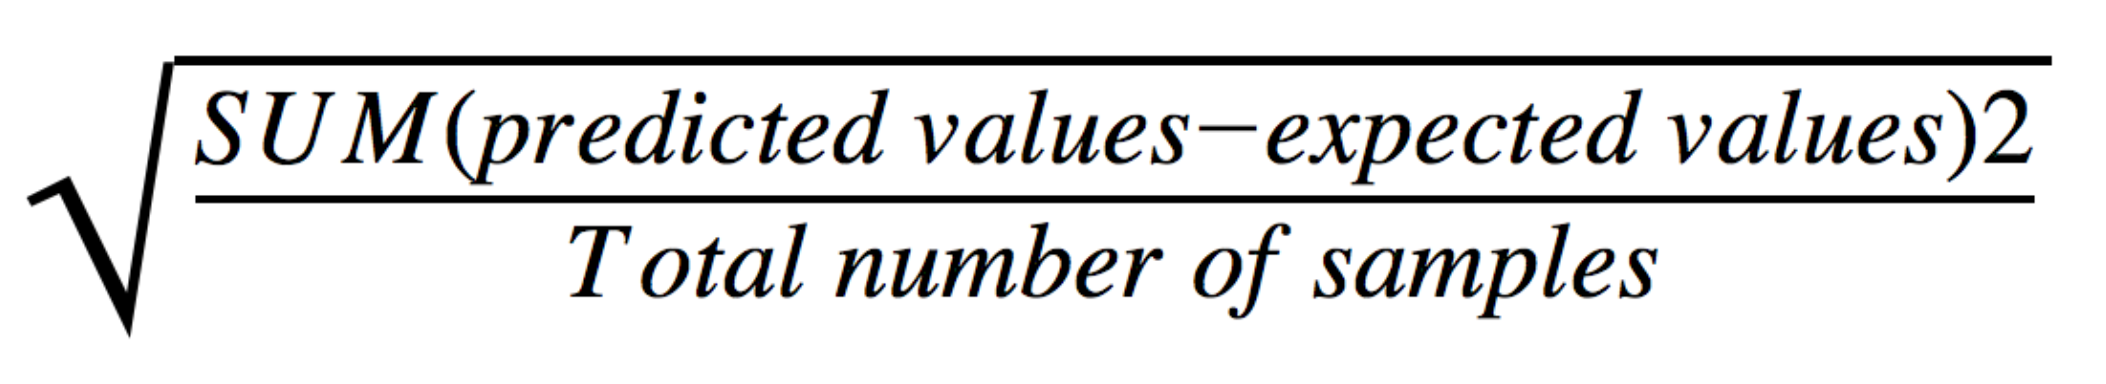 SUM(predicted values−expected values)2
Total number of samples